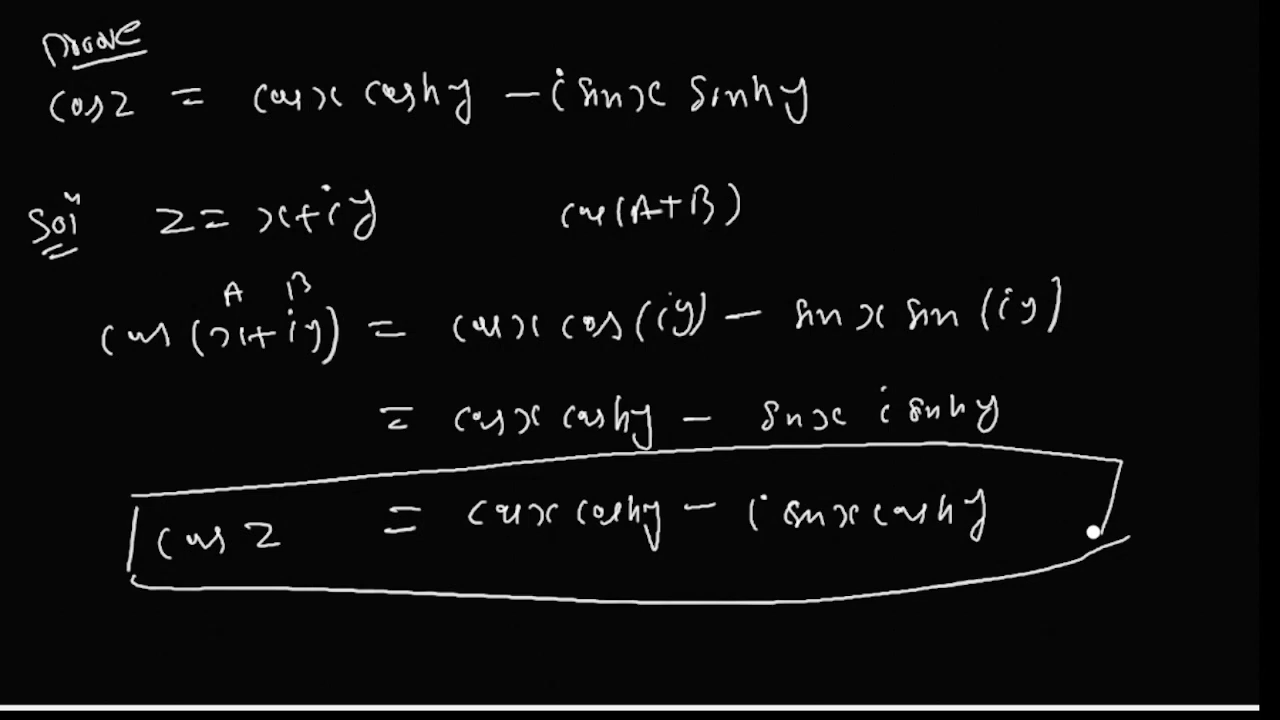 Prove
cos z = cos x cosh y - i sin x sinh y
Sol^n z = x + iy cos(A+B)
A B
cos (x + iy) = cos x cos(iy) - sin x sin (iy)
= cos x cosh y - sin x i sinh y
cos z = cos x cosh y - i sin x cosh y